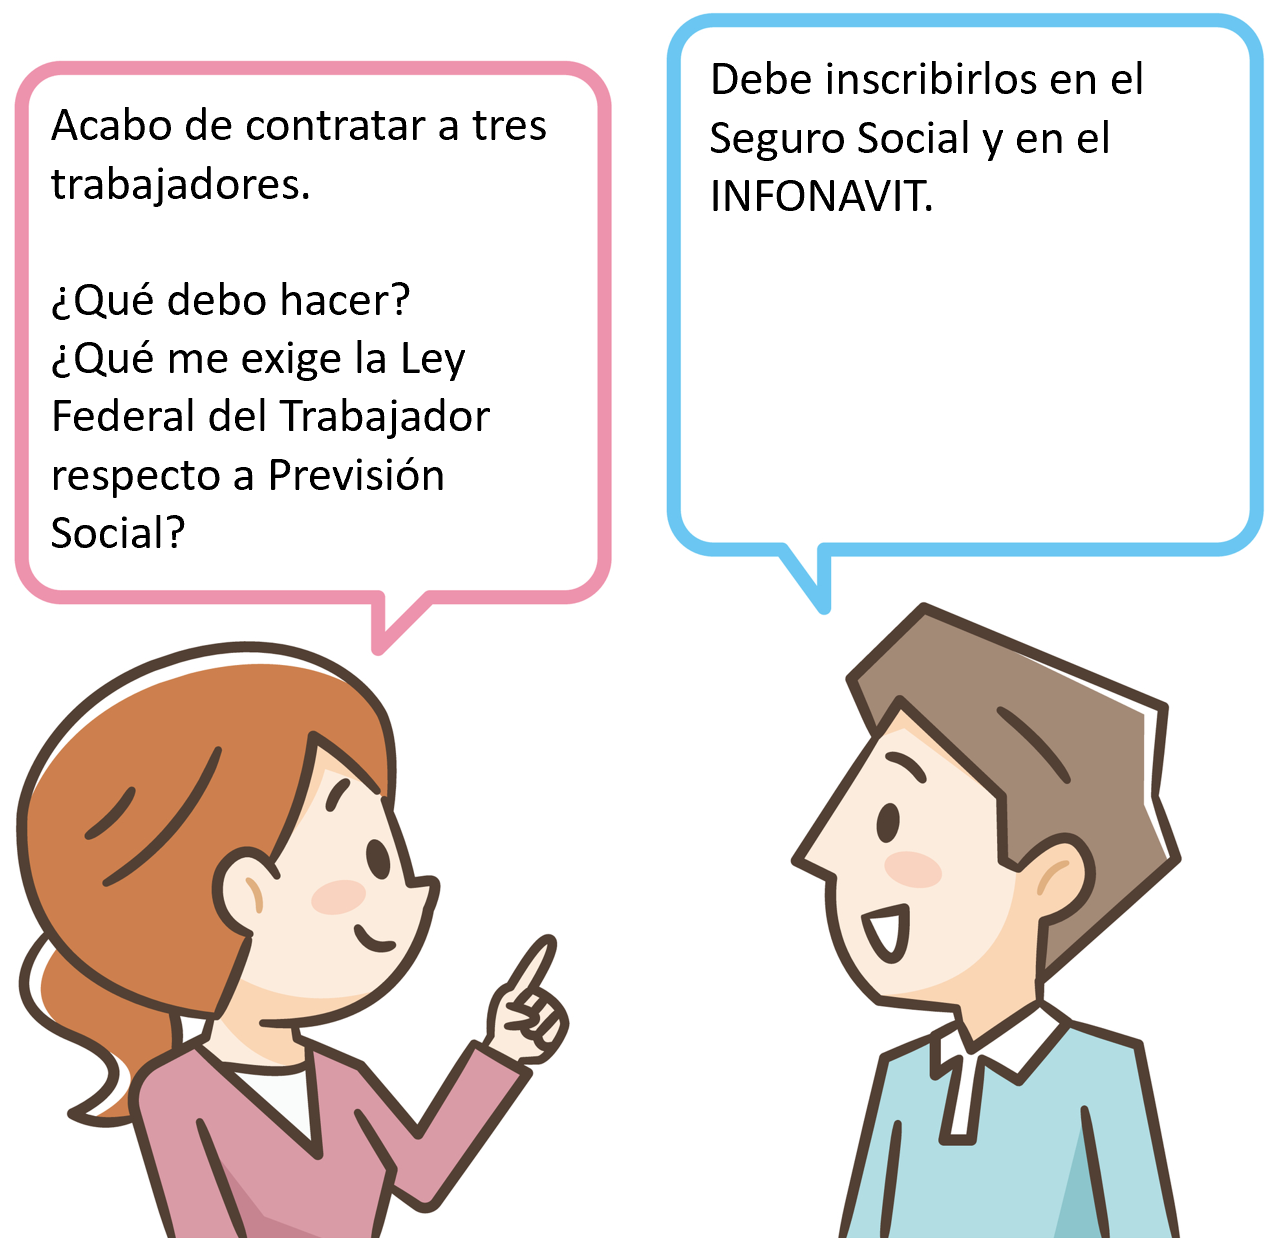 Acabo de contratar a tres
trabajadores.
¿Qué debo hacer?
¿Qué me exige la Ley
Federal del Trabajador
respecto a Previsión
Social?
Debe inscribirlos en el
Seguro Social y en el
INFONAVIT.